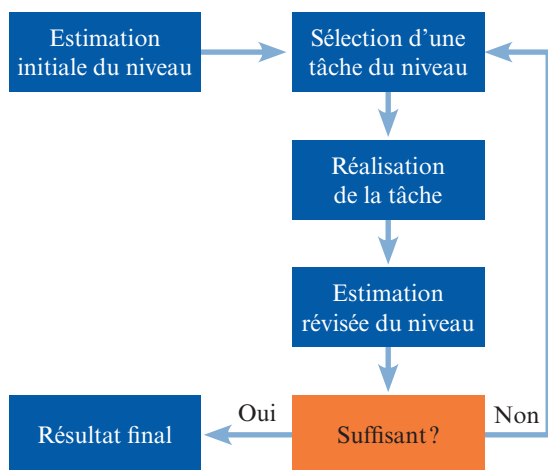 Estimation
initiale du niveau
Sélection d’une
tâche du niveau
Réalisation
de la tâche
Estimation
révisée du niveau
Suffisant ?
Oui
Non
Résultat final